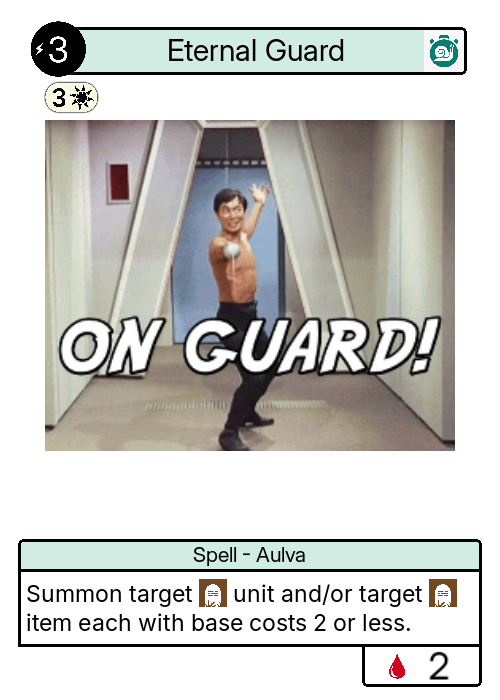 3
Eternal Guard
3
ON GUARD!
Spell - Aulva
Summon target unit and/or target
item each with base costs 2 or less.
2